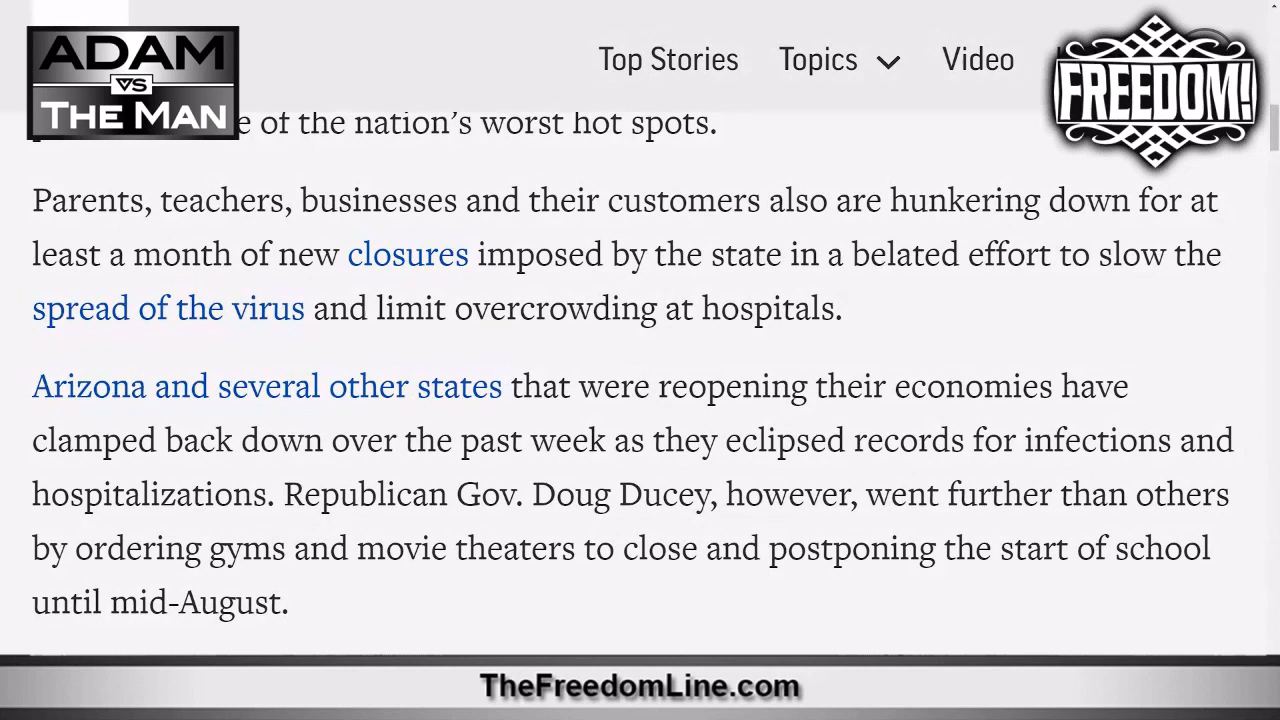 ADAM
VS
THE MAN
Top Stories
Topics
Video
FREEDOM!
e of the nation's worst hot spots.
Parents, teachers, businesses and their customers also are hunkering down for at
least a month of new closures imposed by the state in a belated effort to slow the
spread of the virus and limit overcrowding at hospitals.
Arizona and several other states that were reopening their economies have
clamped back down over the past week as they eclipsed records for infections and
hospitalizations. Republican Gov. Doug Ducey, however, went further than others
by ordering gyms and movie theaters to close and postponing the start of school
until mid-August.
TheFreedomLine.com